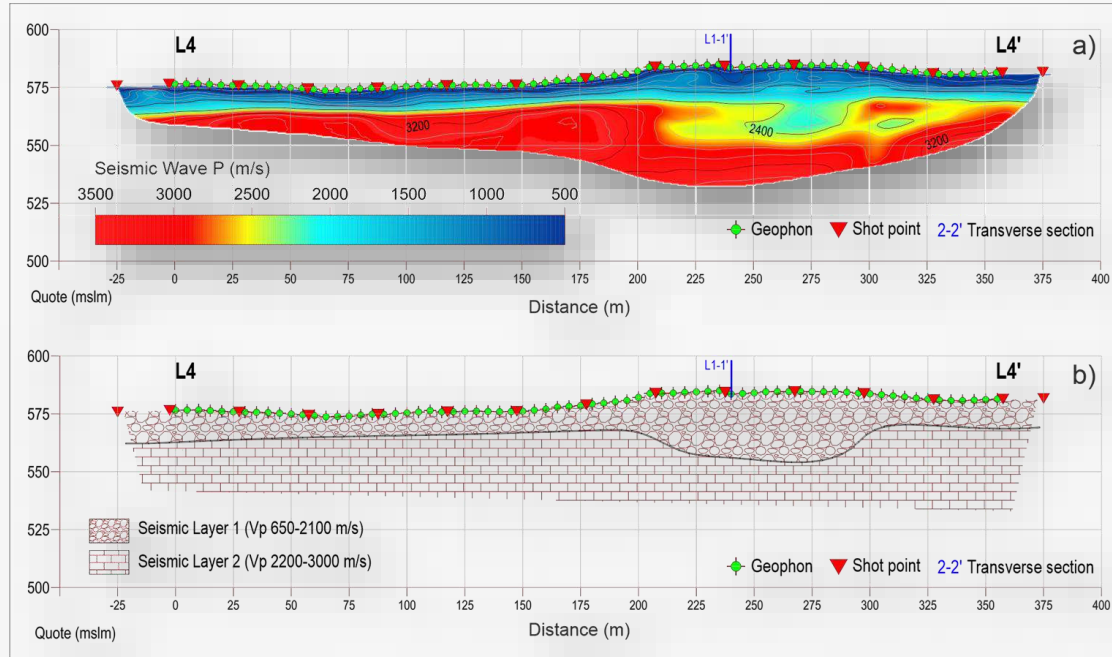 600
575
550
525
500
L4
L1-1'
L4'
a)
3200
2400
3200
Seismic Wave P (m/s)
3500 3000 2500 2000 1500 1000 500
Geophon Shot point 2-2' Transverse section
-25 0 25 50 75 100 125 150 175 200 225 250 275 300 325 350 375 400
Quote (mslm)
Distance (m)
600
575
550
525
500
L4
L1-1'
L4'
b)
Seismic Layer 1 (Vp 650-2100 m/s)
Seismic Layer 2 (Vp 2200-3000 m/s)
Geophon Shot point 2-2' Transverse section
-25 0 25 50 75 100 125 150 175 200 225 250 275 300 325 350 375 400
Quote (mslm)
Distance (m)